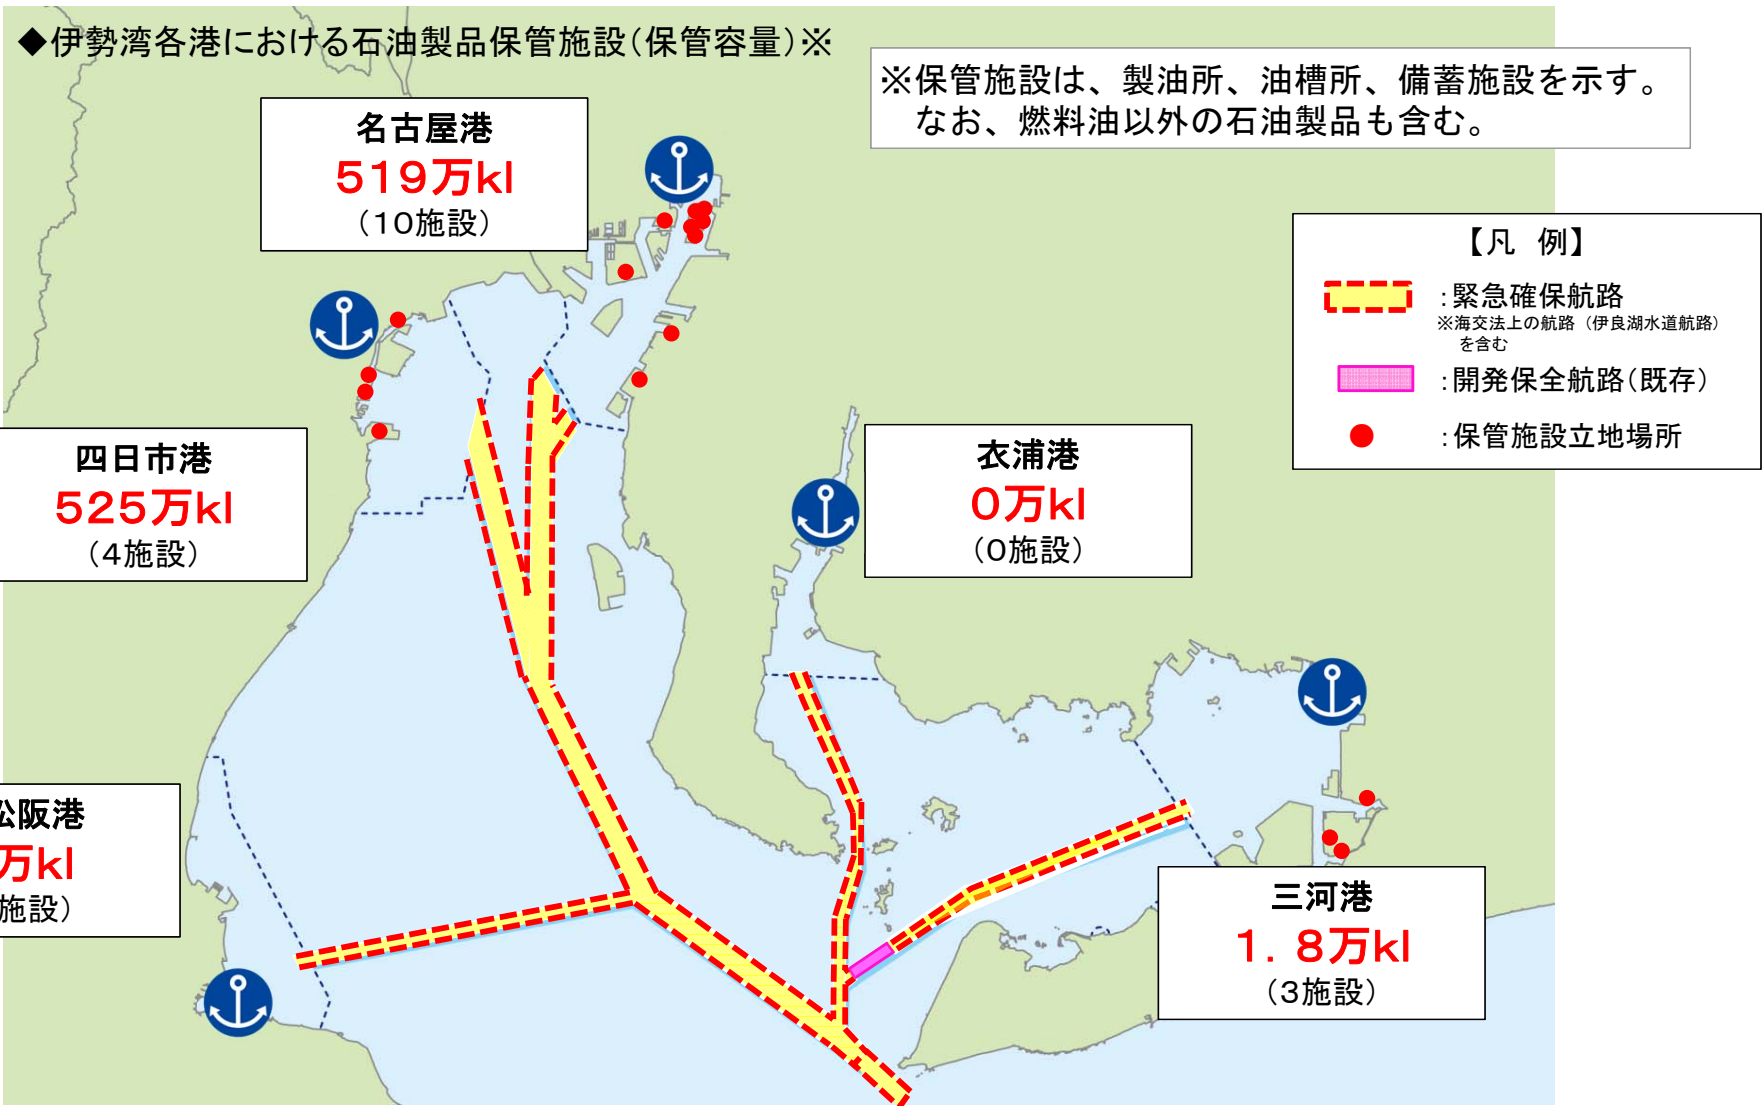 ◆伊勢湾各港における石油製品保管施設(保管容量)※
※保管施設は、製油所、油槽所、備蓄施設を示す。
なお、燃料油以外の石油製品も含む。
名古屋港
519万kl
(10施設)
【凡 例】
:緊急確保航路
※海交法上の航路(伊良湖水道航路)
を含む
:開発保全航路(既存)
:保管施設立地場所
四日市港
525万kl
(4施設)
衣浦港
0万kl
(0施設)
松阪港
万kl
施設)
三河港
1.8万kl
(3施設)